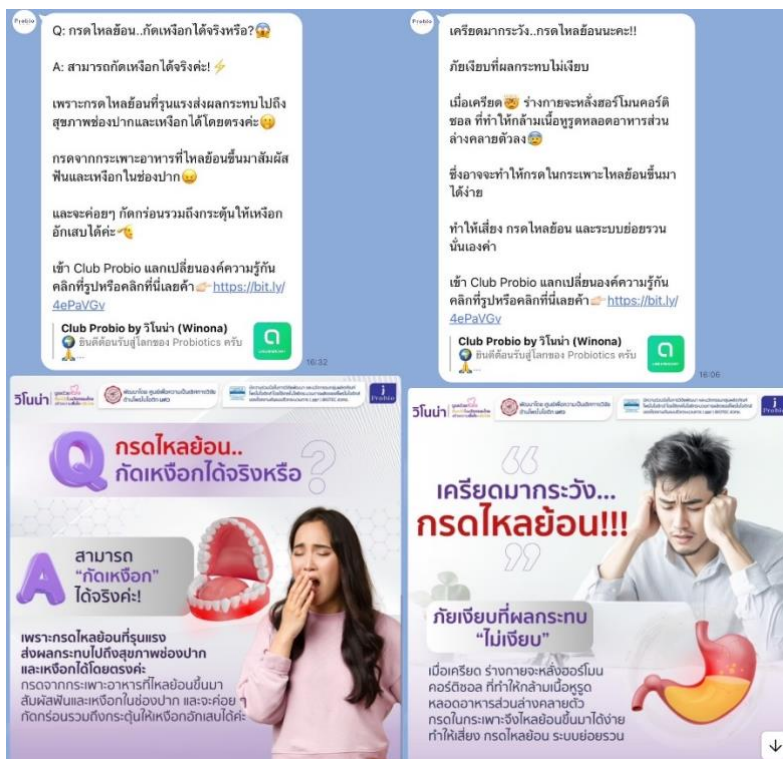 Probio
Q: กรดไหลย้อน..กัดเหงือกได้จริงหรือ?😱
A: สามารถกัดเหงือกได้จริงค่ะ! ⚡
เพราะกรดไหลย้อนที่รุนแรงส่งผลกระทบไปถึง
สุขภาพช่องปากและเหงือกได้โดยตรงค่ะ🤭
กรดจากกระเพาะอาหารที่ไหลย้อนขึ้นมาสัมผัส
ฟันและเหงือกในช่องปาก😖
และจะค่อยๆ กัดกร่อนรวมถึงกระตุ้นให้เหงือก
อักเสบได้ค่ะ🦷
เข้า Club Probio แลกเปลี่ยนองค์ความรู้กัน
คลิกที่รูปหรือคลิกที่นี่เลยค้า👉🏻https://bit.ly/
4ePaVGv
Club Probio by วิโนน่า (Winona)
🌍 ยินดีต้อนรับสู่โลกของ Probiotics ครับ
🙏...
16:32
วิโนน่า
Probio
Q กรดไหลย้อน..
กัดเหงือกได้จริงหรือ ?
A สามารถ
“กัดเหงือก”
ได้จริงค่ะ!
เพราะกรดไหลย้อนที่รุนแรง
ส่งผลกระทบไปถึงสุขภาพช่องปาก
และเหงือกได้โดยตรงค่ะ
กรดจากกระเพาะอาหารที่ไหลย้อนขึ้นมา
สัมผัสฟันและเหงือกในช่องปาก และจะค่อย ๆ
กัดกร่อนรวมถึงกระตุ้นให้เหงือกอักเสบได้ค่ะ
Probio
เครียดมากระวัง..กรดไหลย้อนนะคะ!!
ภัยเงียบที่ผลกระทบไม่เงียบ
เมื่อเครียด🤯 ร่างกายจะหลั่งฮอร์โมนคอร์ติ
ซอล ที่ทำให้กล้ามเนื้อหูรูดหลอดอาหารส่วน
ล่างคลายตัวลง😰
ซึ่งอาจจะทำให้กรดในกระเพาะไหลย้อนขึ้นมา
ได้ง่าย
ทำให้เสี่ยง กรดไหลย้อน และระบบย่อยรวน
นั่นเองค่า
เข้า Club Probio แลกเปลี่ยนองค์ความรู้กัน
คลิกที่รูปหรือคลิกที่นี่เลยค้า👉🏻https://bit.ly/
4ePaVGv
Club Probio by วิโนน่า (Winona)
🌍 ยินดีต้อนรับสู่โลกของ Probiotics ครับ
🙏...
16:06
วิโนน่า
Probio
เครียดมากระวัง...
กรดไหลย้อน!!!
ภัยเงียบที่ผลกระทบ
“ไม่เงียบ”
เมื่อเครียด ร่างกายจะหลั่งฮอร์โมน
คอร์ติซอล ที่ทำให้กล้ามเนื้อหูรูด
หลอดอาหารส่วนล่างคลายตัว
กรดในกระเพาะจึงไหลย้อนขึ้นมาได้ง่าย
ทำให้เสี่ยง กรดไหลย้อน ระบบย่อยรวน